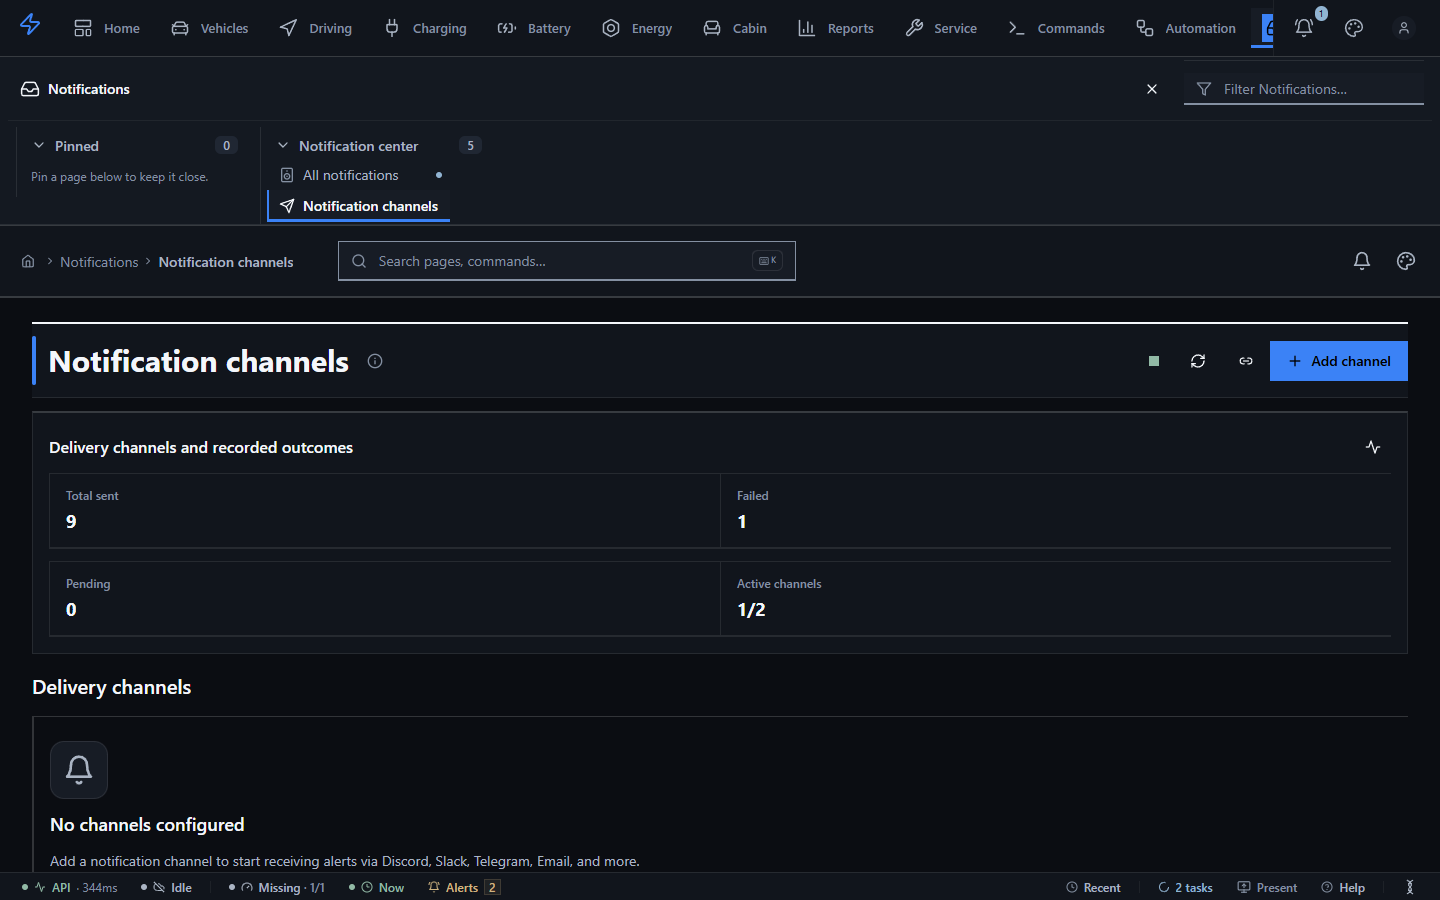 Home
Vehicles
Driving
Charging
Battery
Energy
Cabin
Reports
Service
Commands
Automation
1
Notifications
Filter Notifications...
Pinned
0
Pin a page below to keep it close.
Notification center
5
All notifications
Notification channels
Notifications
Notification channels
Search pages, commands...
K
Notification channels
Add channel
Delivery channels and recorded outcomes
Total sent
9
Failed
1
Pending
0
Active channels
1/2
Delivery channels
No channels configured
Add a notification channel to start receiving alerts via Discord, Slack, Telegram, Email, and more.
API · 344ms
Idle
Missing · 1/1
Now
Alerts 2
Recent
2 tasks
Present
Help